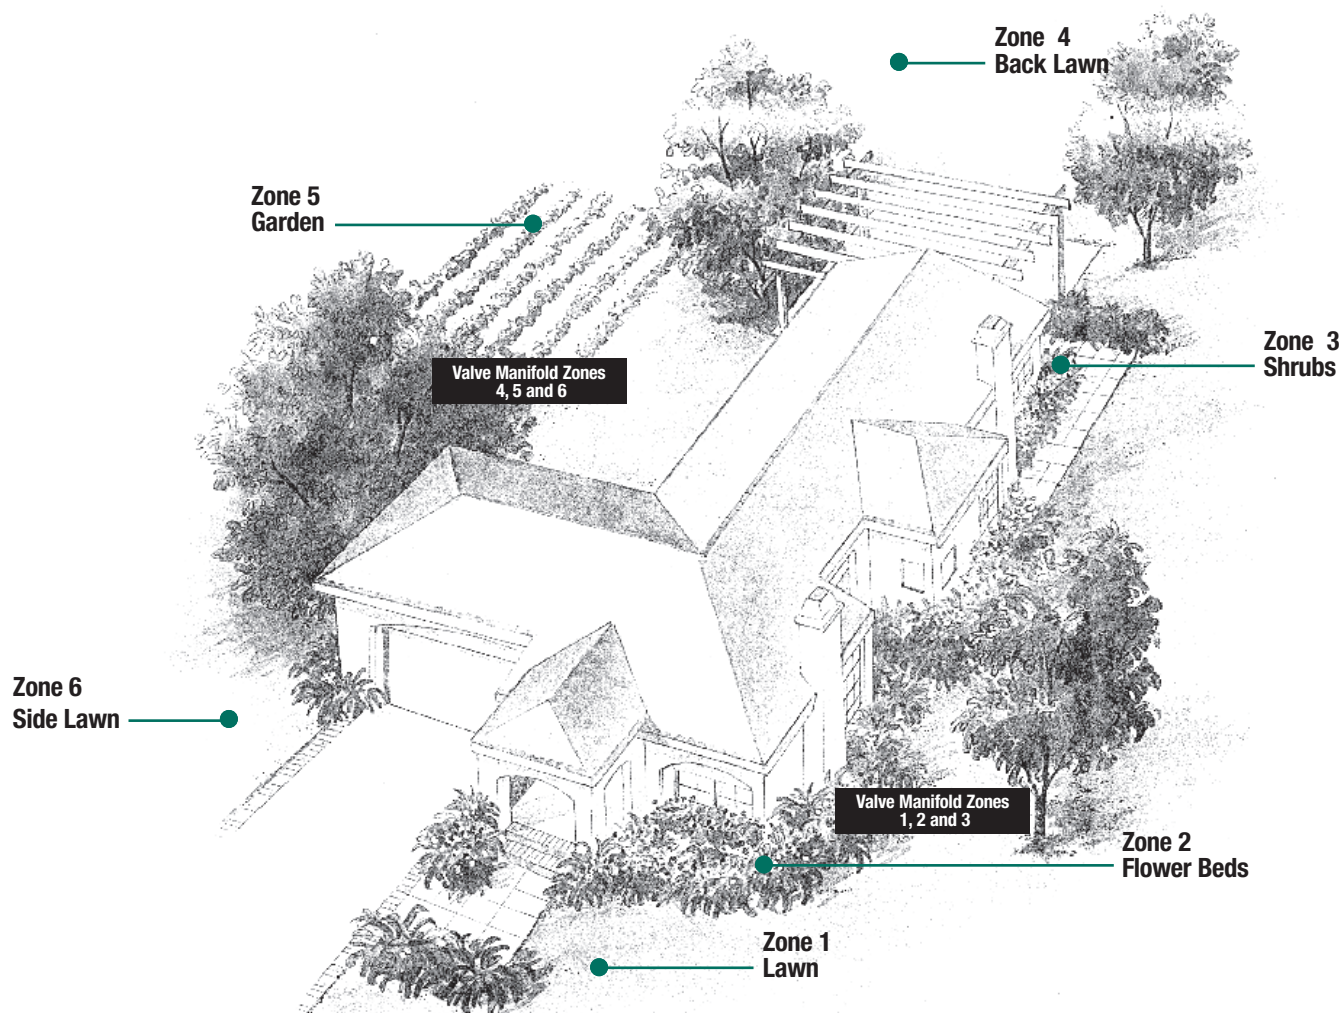 Zone 4
Back Lawn
Zone 5
Garden
Zone 3
Shrubs
Valve Manifold Zones
4, 5 and 6
Zone 6
Side Lawn
Valve Manifold Zones
1, 2 and 3
Zone 2
Flower Beds
Zone 1
Lawn